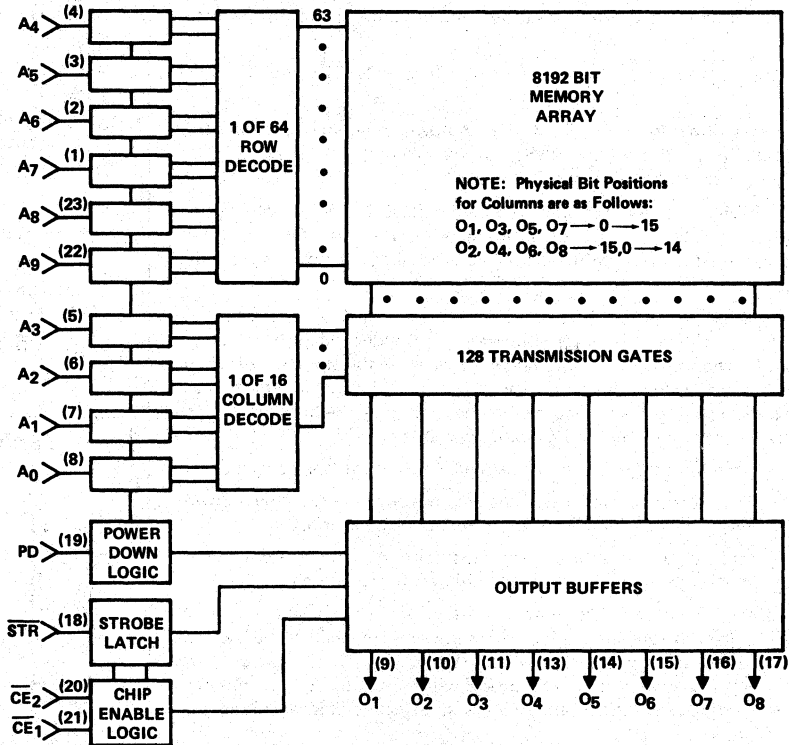 A4 (4)
A5 (3)
A6 (2)
A7 (1)
A8 (23)
A9 (22)
1 OF 64
ROW
DECODE
63
0
8192 BIT
MEMORY
ARRAY
NOTE: Physical Bit Positions
for Columns are as Follows:
O1, O3, O5, O7 → 0 → 15
O2, O4, O6, O8 → 15,0 → 14
A3 (5)
A2 (6)
A1 (7)
A0 (8)
1 OF 16
COLUMN
DECODE
128 TRANSMISSION GATES
PD (19)
POWER
DOWN
LOGIC
STR (18)
STROBE
LATCH
CE2 (20)
CE1 (21)
CHIP
ENABLE
LOGIC
OUTPUT BUFFERS
(9) (10) (11) (13) (14) (15) (16) (17)
O1 O2 O3 O4 O5 O6 O7 O8